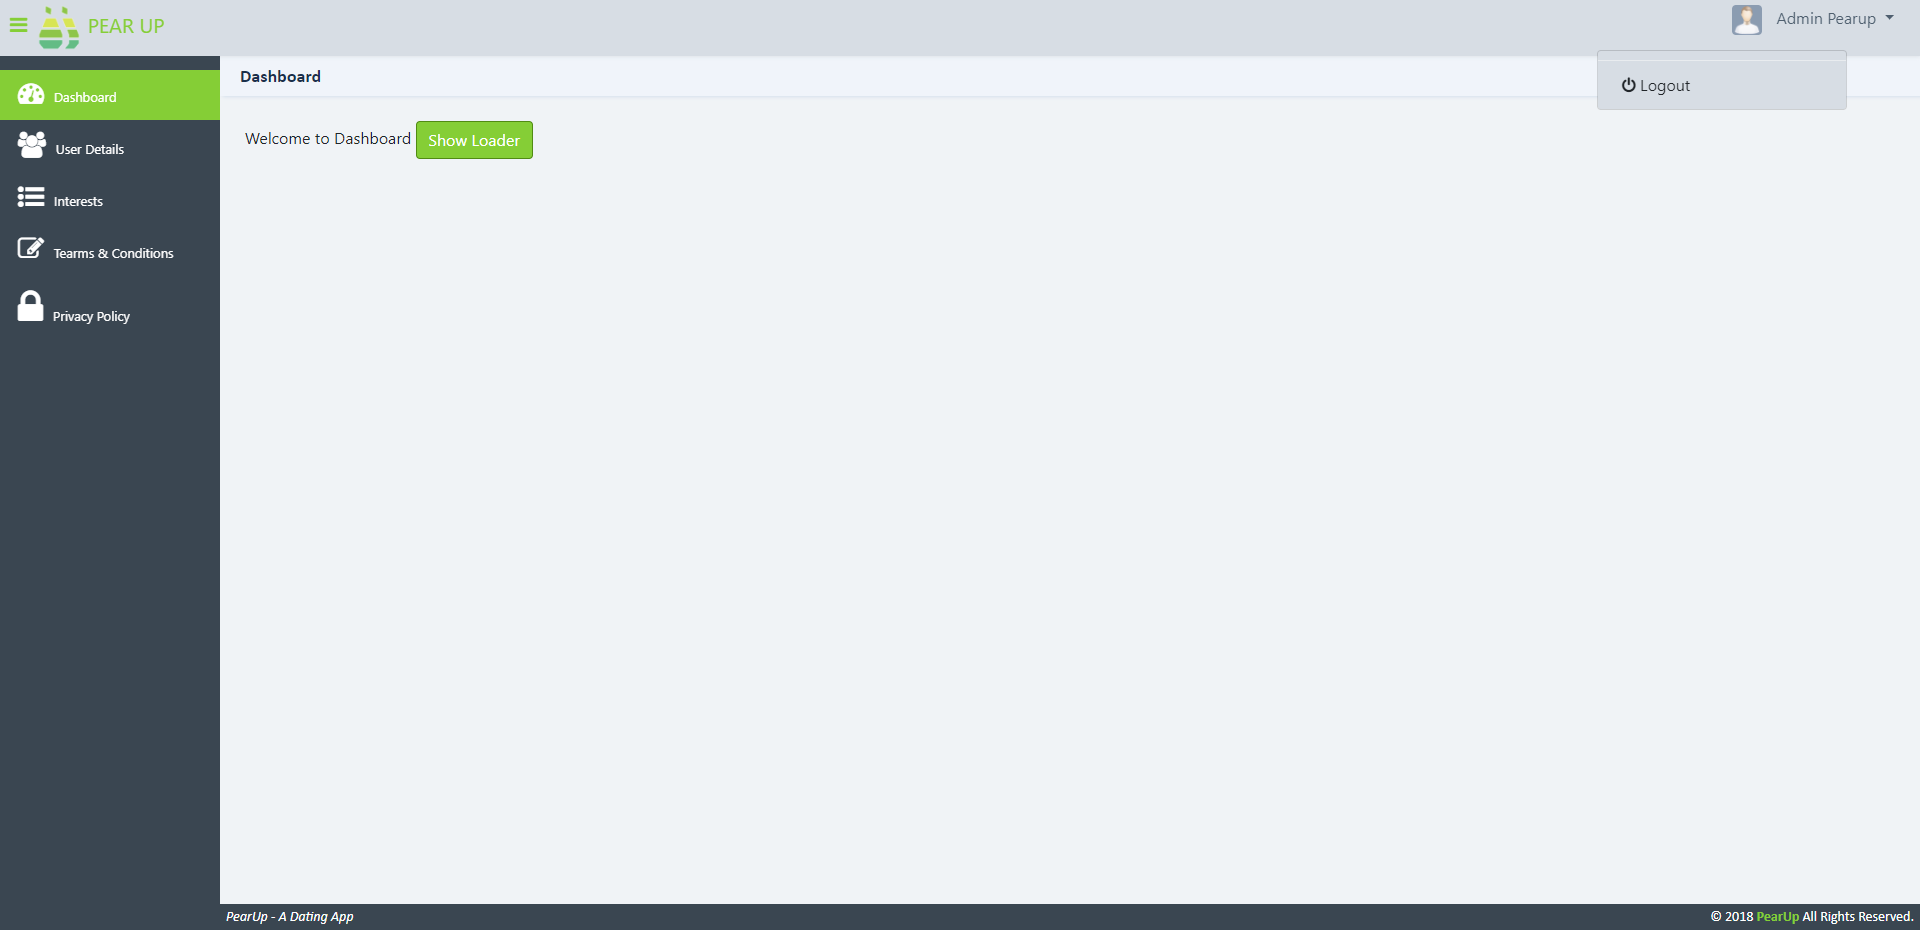 PEAR UP
Admin Pearup
Dashboard
Logout
Dashboard
User Details
Interests
Tearms & Conditions
Privacy Policy
Welcome to Dashboard Show Loader
PearUp - A Dating App
© 2018 PearUp All Rights Reserved.